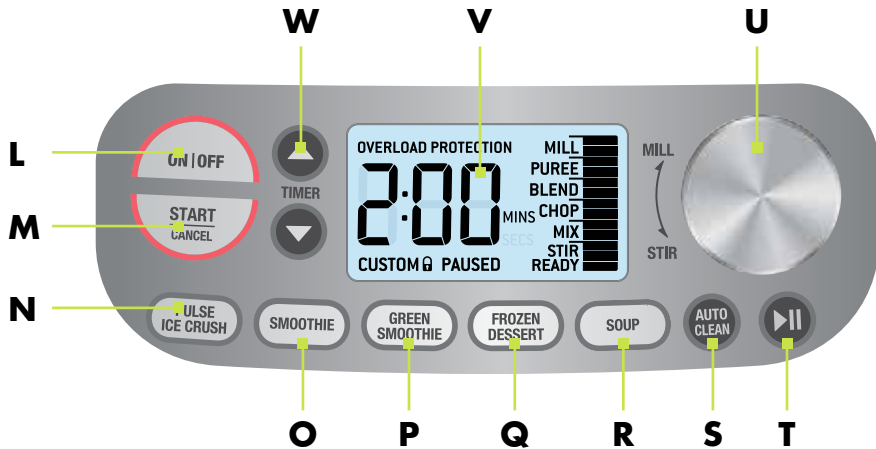 W V U
L
ON|OFF
M
START
CANCEL
TIMER
OVERLOAD PROTECTION
2:00
MINS
SECS
CUSTOM PAUSED
MILL
PUREE
BLEND
CHOP
MIX
STIR
READY
MILL
STIR
N
PULSE
ICE CRUSH
SMOOTHIE
GREEN
SMOOTHIE
FROZEN
DESSERT
SOUP
AUTO
CLEAN
O P Q R S T